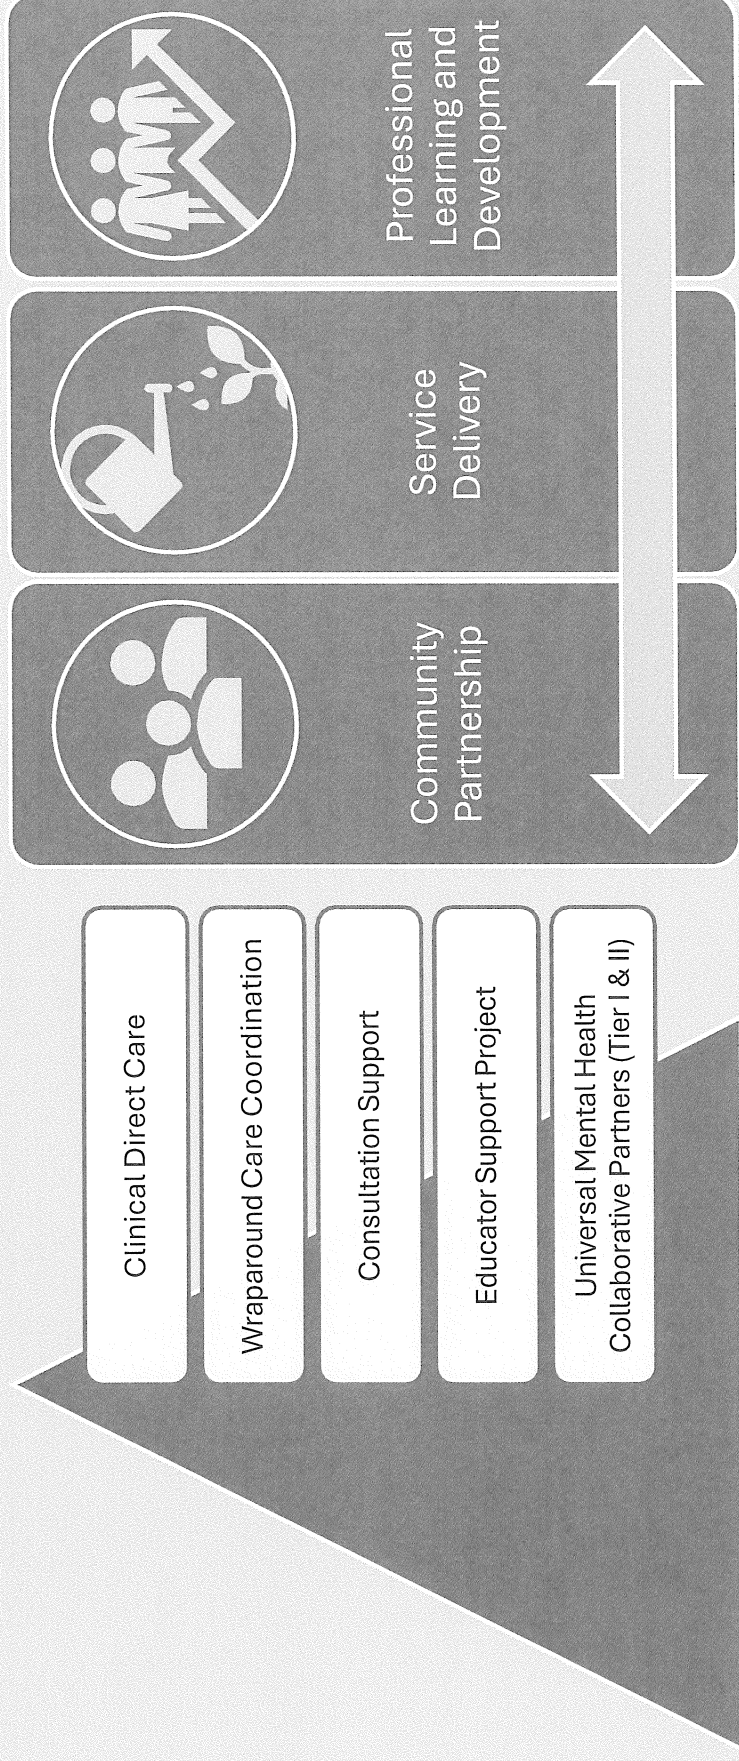 Clinical Direct Care
Wraparound Care Coordination
Consultation Support
Educator Support Project
Universal Mental Health
Collaborative Partners (Tier I & II)
Community
Partnership
Service
Delivery
Professional
Learning and
Development